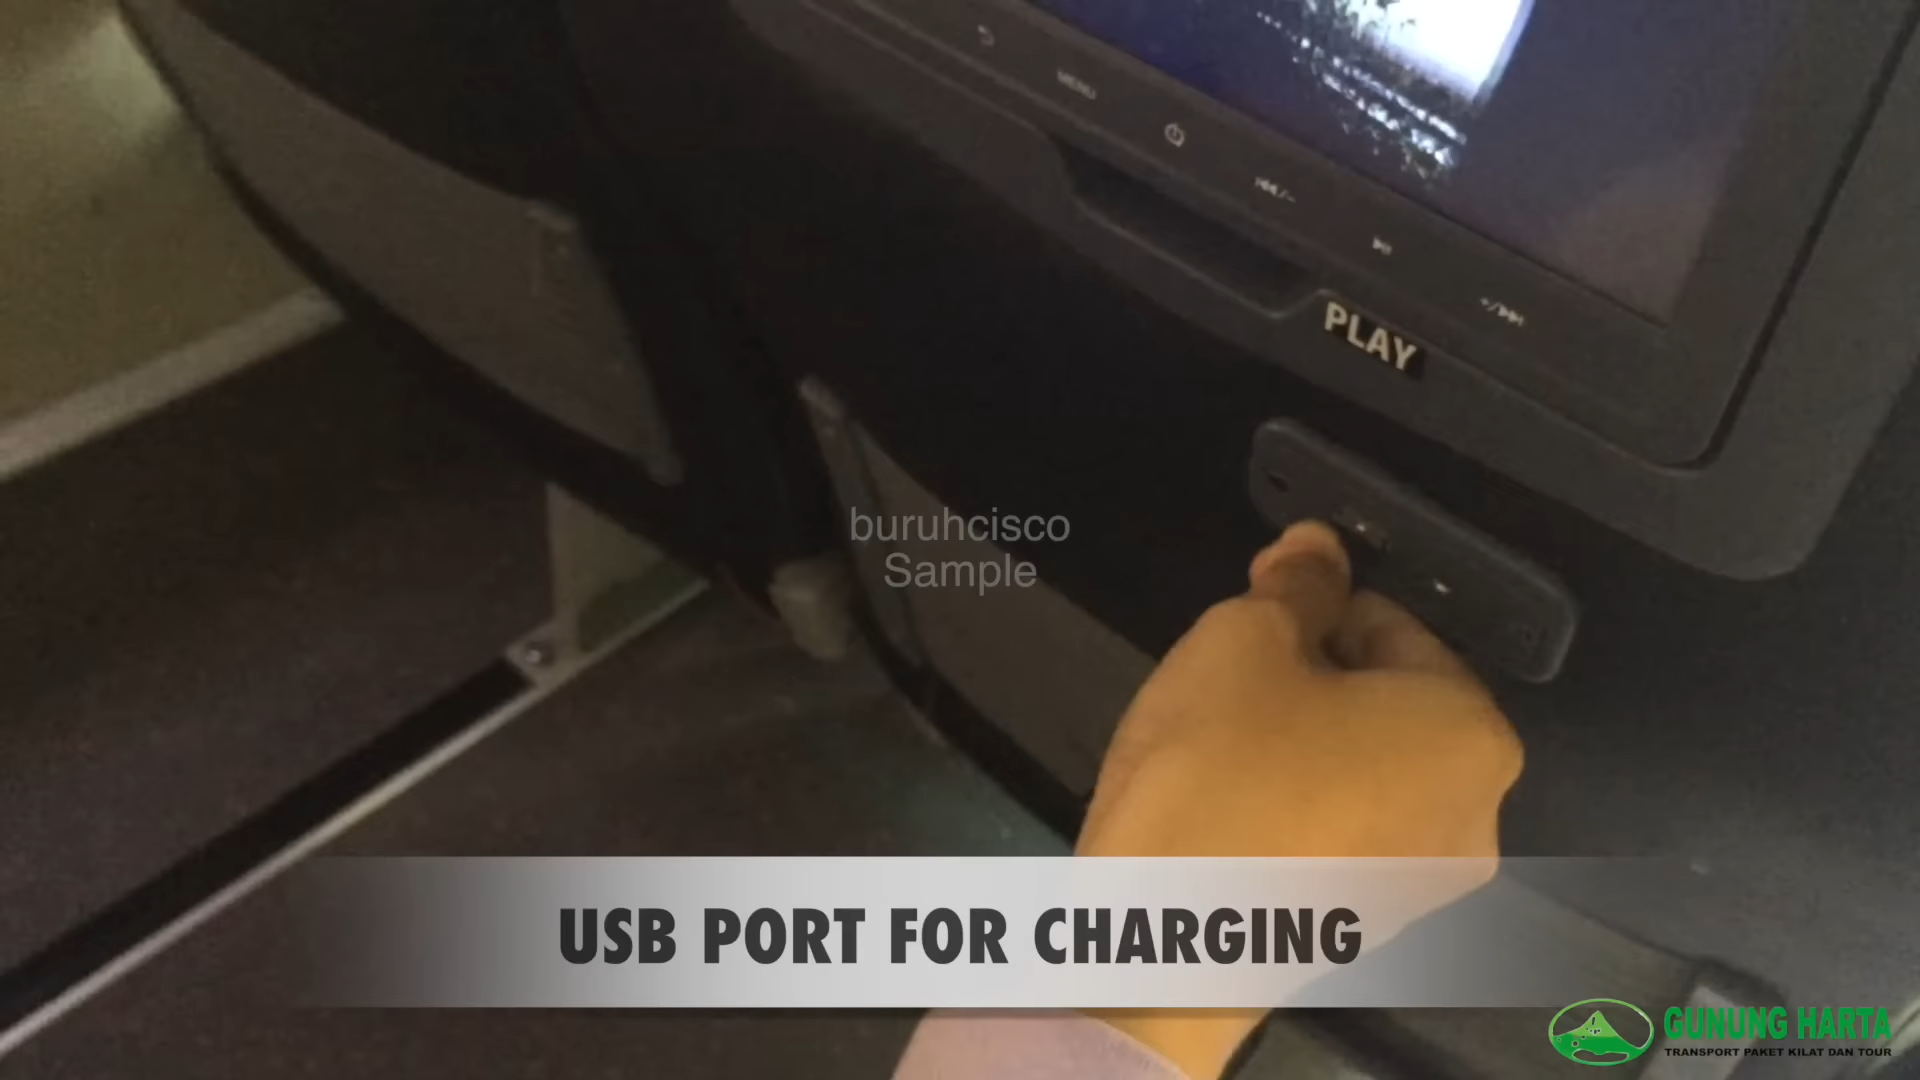 MENU
PLAY
buruhcisco
Sample
USB PORT FOR CHARGING
GUNUNG HARTA
TRANSPORT PAKET KILAT DAN TOUR